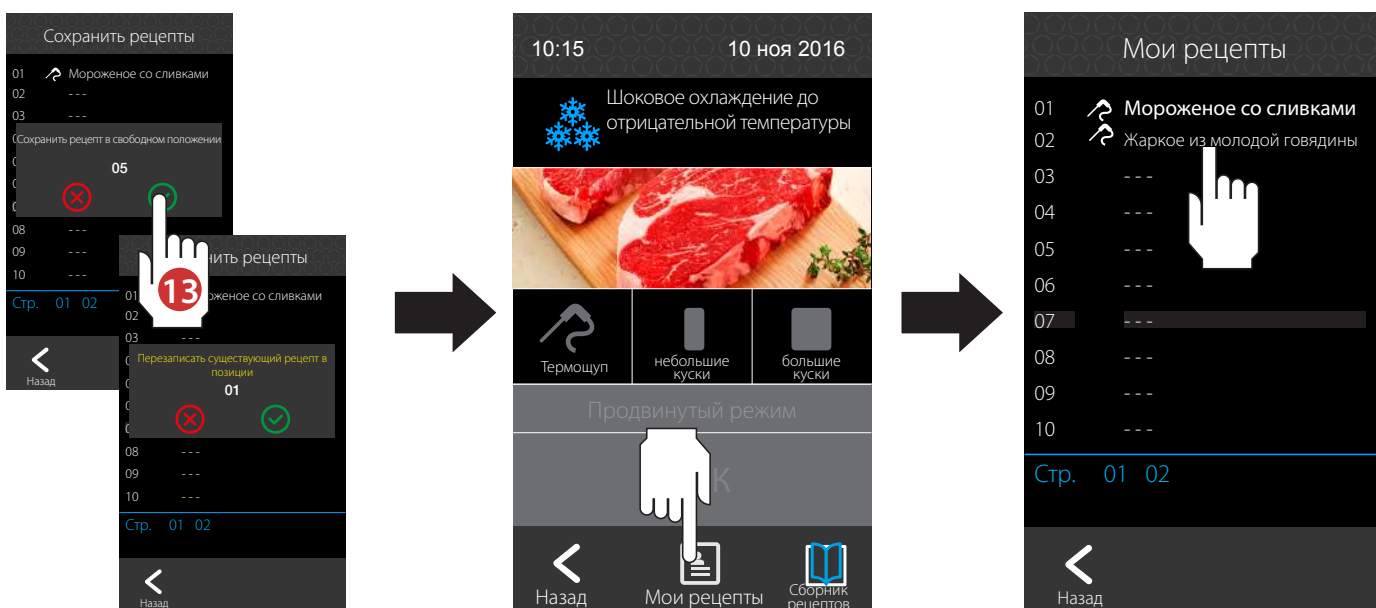 Сохранить рецепты
01 Мороженое со сливками
02 - - -
03 - - -
Сохранить рецепт в свободном положении
05
08 - - -
09 - - -
10 - - -
Стр. 01 02
Назад
13
нить рецепты
01 женое со сливками
02
03 - - -
Перезаписать существующий рецепт в
позиции
01
08 - - -
09 - - -
10 - - -
Стр. 01 02
Назад
10:15 10 ноя 2016
Шоковое охлаждение до
отрицательной температуры
Термощуп
небольшие
куски
большие
куски
Продвинутый режим
К
Назад
Мои рецепты
Сборник
рецептов
Мои рецепты
01 Мороженое со сливками
02 Жаркое из молодой говядины
03 - - -
04 - - -
05 - - -
06 - - -
07 - - -
08 - - -
09 - - -
10 - - -
Стр. 01 02
Назад